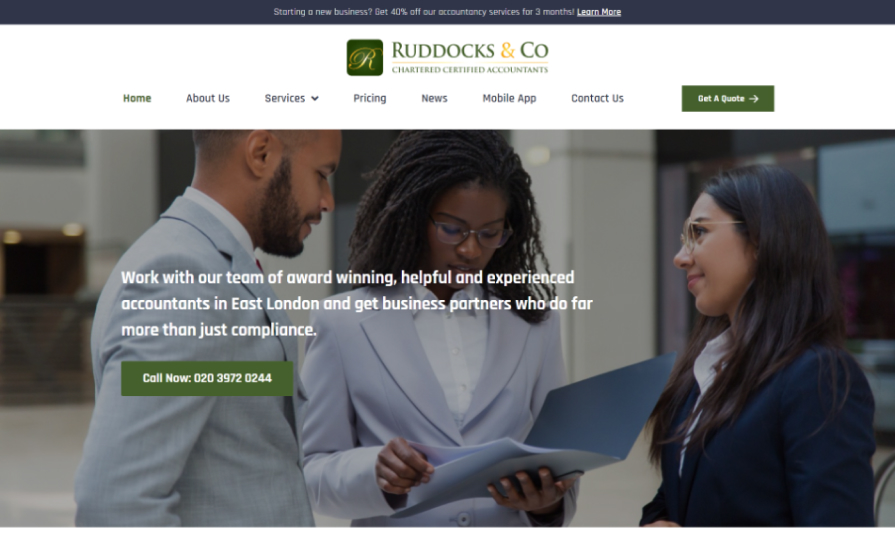 Starting a new business? Get 40% off our accountancy services for 3 months! Learn More
R
RUDDOCKS & CO
CHARTERED CERTIFIED ACCOUNTANTS
Home About Us Services Pricing News Mobile App Contact Us Get A Quote →
Work with our team of award winning, helpful and experienced
accountants in East London and get business partners who do far
more than just compliance.
Call Now: 020 3972 0244